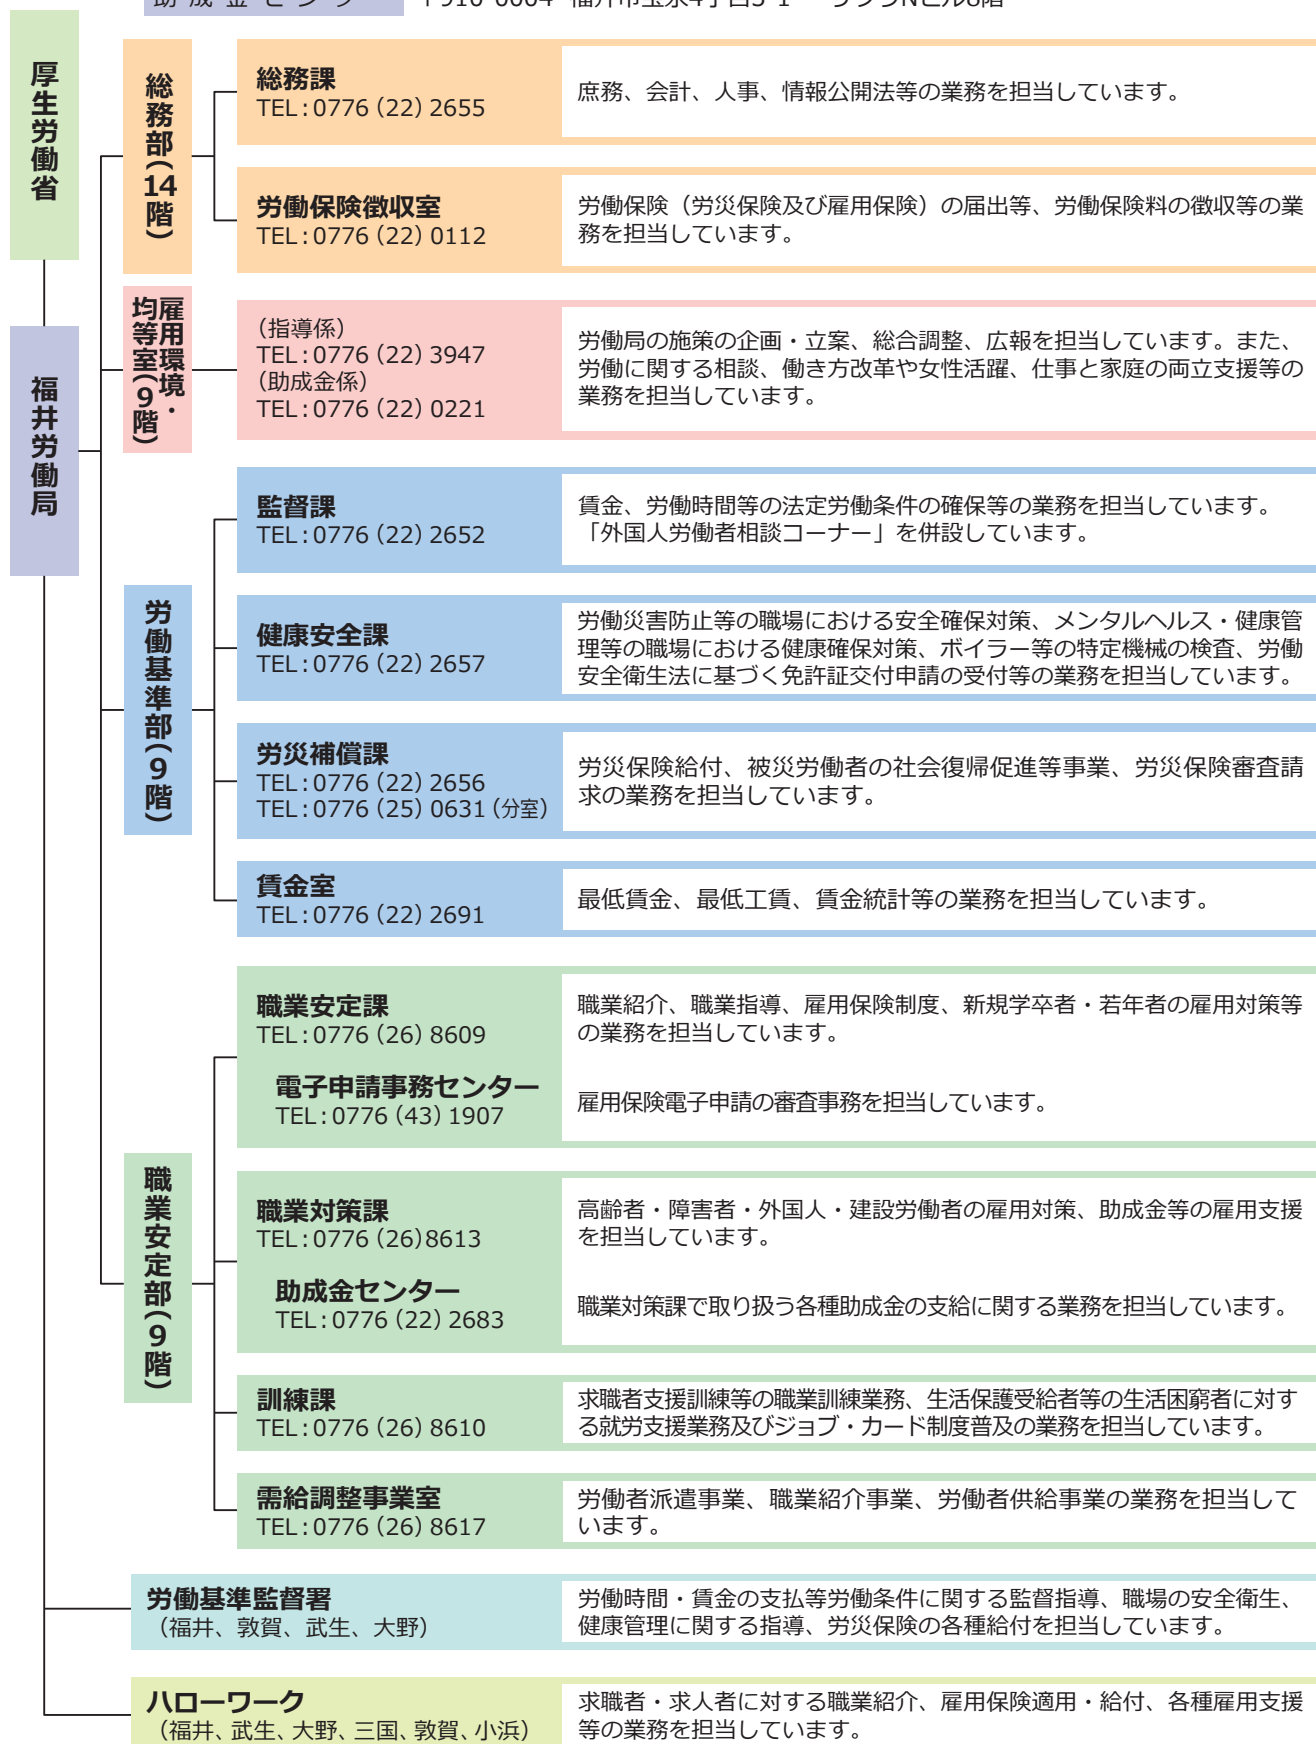 厚生労働省
福井労働局
総務部(14階)
総務課
TEL:0776(22)2655
庶務、会計、人事、情報公開法等の業務を担当しています。
労働保険徴収室
TEL:0776(22)0112
労働保険（労災保険及び雇用保険）の届出等、労働保険料の徴収等の業
務を担当しています。
雇用環境・
均等室(9階)
（指導係）
TEL:0776(22)3947
（助成金係）
TEL:0776(22)0221
労働局の施策の企画・立案、総合調整、広報を担当しています。また、
労働に関する相談、働き方改革や女性活躍、仕事と家庭の両立支援等の
業務を担当しています。
労働基準部(9階)
監督課
TEL:0776(22)2652
賃金、労働時間等の法定労働条件の確保等の業務を担当しています。
「外国人労働者相談コーナー」を併設しています。
健康安全課
TEL:0776(22)2657
労働災害防止等の職場における安全確保対策、メンタルヘルス・健康管
理等の職場における健康確保対策、ボイラー等の特定機械の検査、労働
安全衛生法に基づく免許証交付申請の受付等の業務を担当しています。
労災補償課
TEL:0776(22)2656
TEL:0776(25)0631(分室)
労災保険給付、被災労働者の社会復帰促進等事業、労災保険審査請
求の業務を担当しています。
賃金室
TEL:0776(22)2691
最低賃金、最低工賃、賃金統計等の業務を担当しています。
職業安定部(9階)
職業安定課
TEL:0776(26)8609
職業紹介、職業指導、雇用保険制度、新規学卒者・若年者の雇用対策等
の業務を担当しています。
電子申請事務センター
TEL:0776(43)1907
雇用保険電子申請の審査事務を担当しています。
職業対策課
TEL:0776(26)8613
高齢者・障害者・外国人・建設労働者の雇用対策、助成金等の雇用支援
を担当しています。
助成金センター
TEL:0776(22)2683
職業対策課で取り扱う各種助成金の支給に関する業務を担当しています。
訓練課
TEL:0776(26)8610
求職者支援訓練等の職業訓練業務、生活保護受給者等の生活困窮者に対す
る就労支援業務及びジョブ・カード制度普及の業務を担当しています。
需給調整事業室
TEL:0776(26)8617
労働者派遣事業、職業紹介事業、労働者供給事業の業務を担当して
います。
労働基準監督署
（福井、敦賀、武生、大野）
労働時間・賃金の支払等労働条件に関する監督指導、職場の安全衛生、
健康管理に関する指導、労災保険の各種給付を担当しています。
ハローワーク
（福井、武生、大野、三国、敦賀、小浜）
求職者・求人者に対する職業紹介、雇用保険適用・給付、各種雇用支援
等の業務を担当しています。